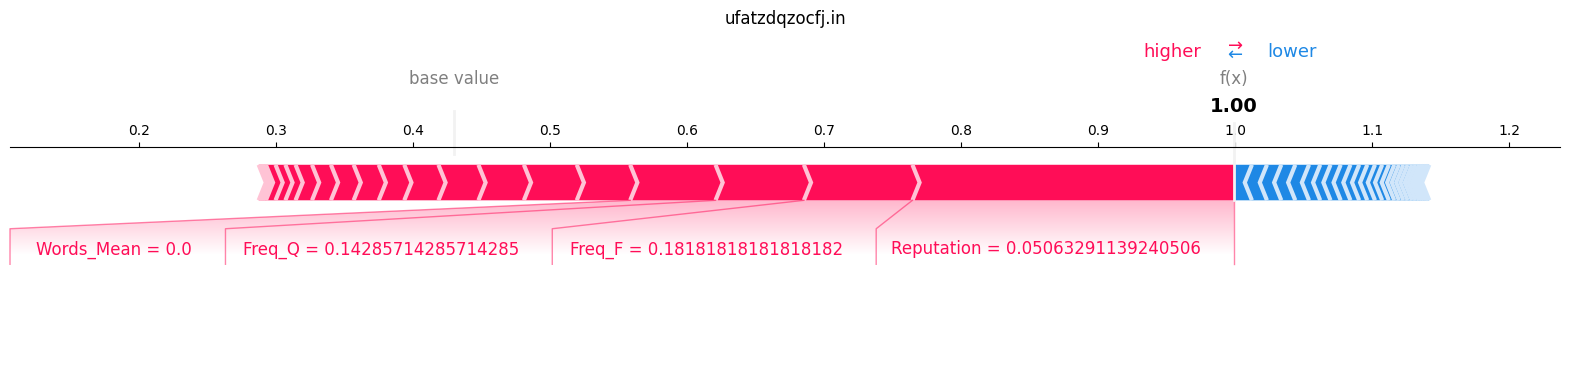 ufatzdqzocfj.in
higher ⇄ lower
base value f(x)
1.00
0.2 0.3 0.4 0.5 0.6 0.7 0.8 0.9 1.0 1.1 1.2
Words_Mean = 0.0 Freq_Q = 0.14285714285714285 Freq_F = 0.18181818181818182 Reputation = 0.05063291139240506